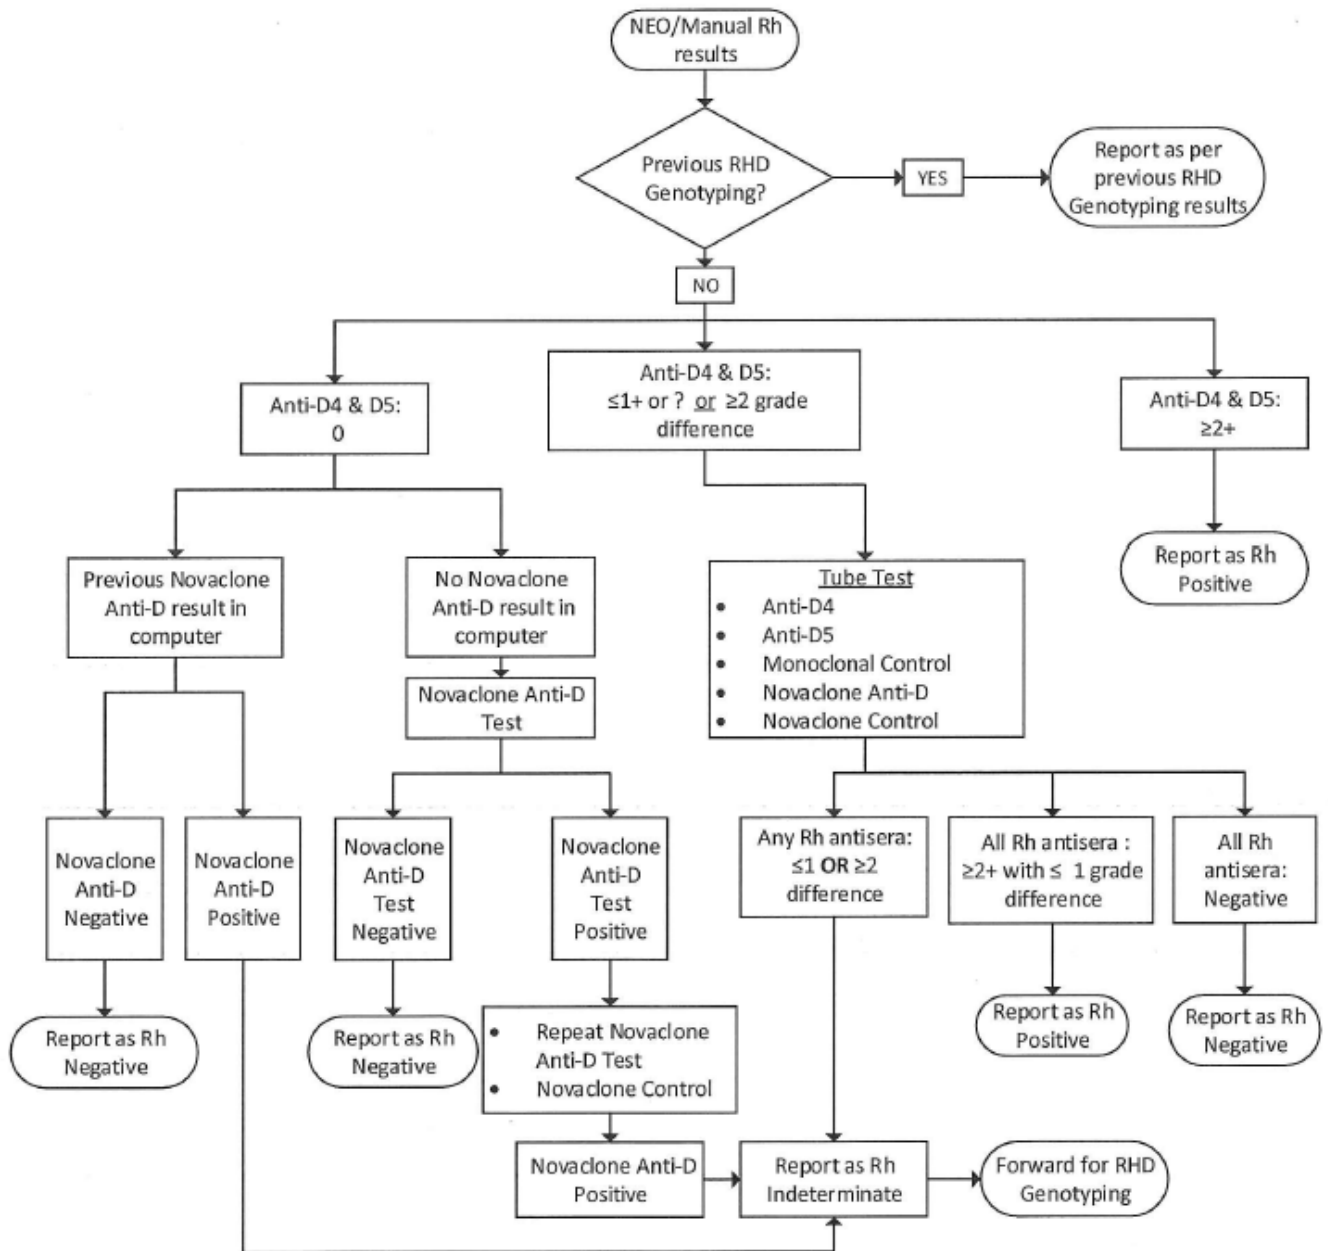 NEO/Manual Rh
results
Previous RHD
Genotyping?
YES
Report as per
previous RHD
Genotyping results
NO
Anti-D4 & D5:
0
Anti-D4 & D5:
≤1+ or ? or ≥2 grade
difference
Anti-D4 & D5:
≥2+
Report as Rh
Positive
Previous Novaclone
Anti-D result in
computer
No Novaclone
Anti-D result in
computer
Novaclone Anti-D
Test
Tube Test
• Anti-D4
• Anti-D5
• Monoclonal Control
• Novaclone Anti-D
• Novaclone Control
Novaclone
Anti-D
Negative
Novaclone
Anti-D
Positive
Novaclone
Anti-D
Test
Negative
Novaclone
Anti-D
Test
Positive
Any Rh antisera:
≤1 OR ≥2
difference
All Rh antisera :
≥2+ with ≤ 1 grade
difference
All Rh
antisera:
Negative
Report as Rh
Negative
Report as Rh
Negative
• Repeat Novaclone
Anti-D Test
• Novaclone Control
Report as Rh
Positive
Report as Rh
Negative
Novaclone Anti-D
Positive
Report as Rh
Indeterminate
Forward for RHD
Genotyping